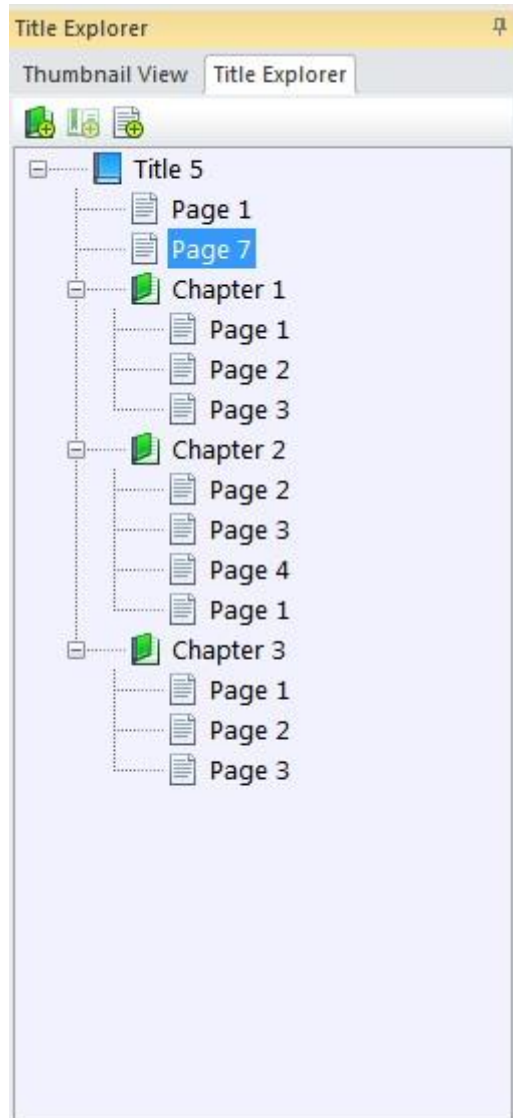 Title Explorer
Thumbnail View Title Explorer
Title 5
Page 1
Page 7
Chapter 1
Page 1
Page 2
Page 3
Chapter 2
Page 2
Page 3
Page 4
Page 1
Chapter 3
Page 1
Page 2
Page 3